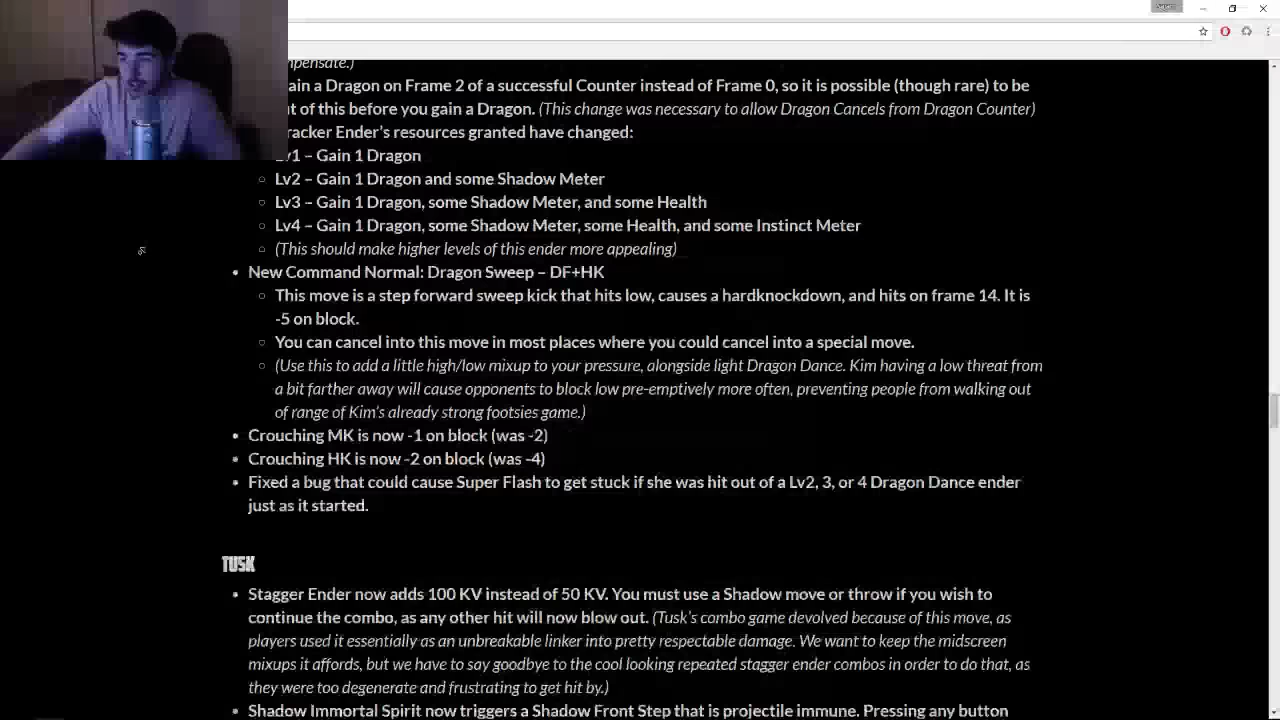 mpensate.)
ain a Dragon on Frame 2 of a successful Counter instead of Frame 0, so it is possible (though rare) to be
t of this before you gain a Dragon. (This change was necessary to allow Dragon Cancels from Dragon Counter)
racker Ender's resources granted have changed:
Lv1 – Gain 1 Dragon
Lv2 – Gain 1 Dragon and some Shadow Meter
Lv3 – Gain 1 Dragon, some Shadow Meter, and some Health
Lv4 – Gain 1 Dragon, some Shadow Meter, some Health, and some Instinct Meter
(This should make higher levels of this ender more appealing)
New Command Normal: Dragon Sweep – DF+HK
This move is a step forward sweep kick that hits low, causes a hardknockdown, and hits on frame 14. It is
-5 on block.
You can cancel into this move in most places where you could cancel into a special move.
(Use this to add a little high/low mixup to your pressure, alongside light Dragon Dance. Kim having a low threat from
a bit farther away will cause opponents to block low pre-emptively more often, preventing people from walking out
of range of Kim's already strong footsies game.)
Crouching MK is now -1 on block (was -2)
Crouching HK is now -2 on block (was -4)
Fixed a bug that could cause Super Flash to get stuck if she was hit out of a Lv2, 3, or 4 Dragon Dance ender
just as it started.
TUSK
Stagger Ender now adds 100 KV instead of 50 KV. You must use a Shadow move or throw if you wish to
continue the combo, as any other hit will now blow out. (Tusk's combo game devolved because of this move, as
players used it essentially as an unbreakable linker into pretty respectable damage. We want to keep the midscreen
mixups it affords, but we have to say goodbye to the cool looking repeated stagger ender combos in order to do that, as
they were too degenerate and frustrating to get hit by.)
Shadow Immortal Spirit now triggers a Shadow Front Step that is projectile immune. Pressing any button